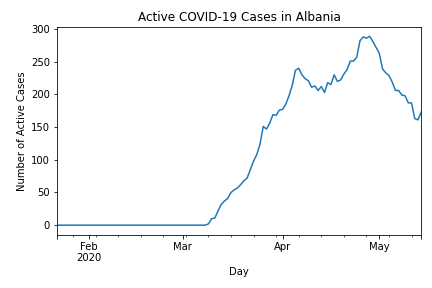 Active COVID-19 Cases in Albania
300
250
200
150
100
50
0
Number of Active Cases
Feb
2020
Mar
Apr
May
Day